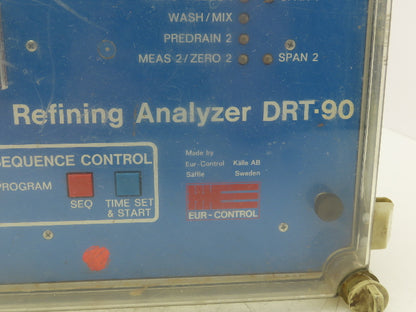 WASH/MIX
PREDRAIN 2
MEAS 2/ZERO 2 SPAN 2
Refining Analyzer DRT-90
SEQUENCE CONTROL
PROGRAM
SEQ TIME SET
& START
Made by
Eur-Control Källe AB
Säffle Sweden
EUR-CONTROL